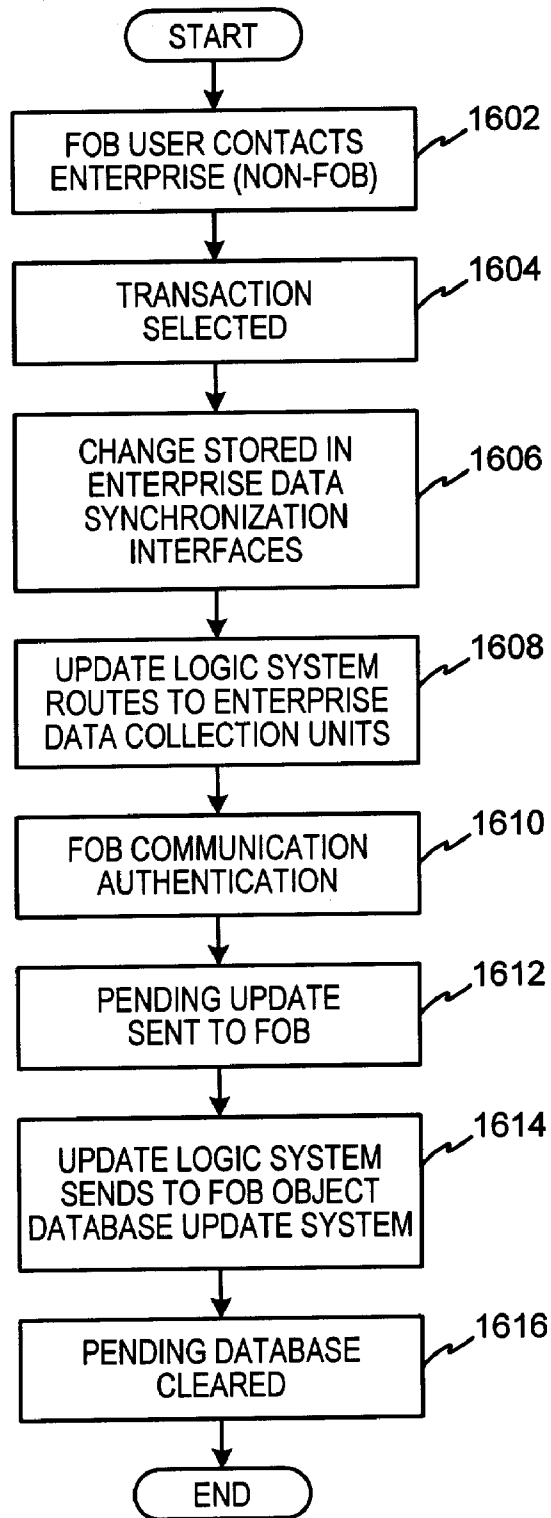 START
1602
FOB USER CONTACTS
ENTERPRISE (NON-FOB)
1604
TRANSACTION
SELECTED
1606
CHANGE STORED IN
ENTERPRISE DATA
SYNCHRONIZATION
INTERFACES
1608
UPDATE LOGIC SYSTEM
ROUTES TO ENTERPRISE
DATA COLLECTION UNITS
1610
FOB COMMUNICATION
AUTHENTICATION
1612
PENDING UPDATE
SENT TO FOB
1614
UPDATE LOGIC SYSTEM
SENDS TO FOB OBJECT
DATABASE UPDATE SYSTEM
1616
PENDING DATABASE
CLEARED
END